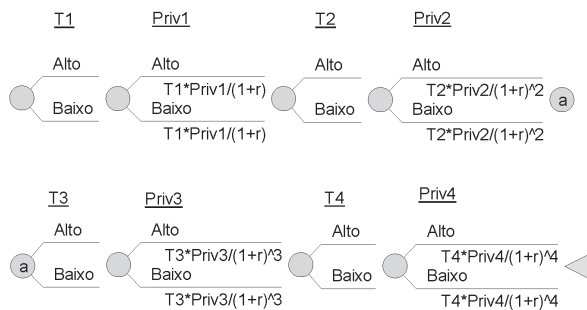 T1 Priv1 T2 Priv2
Alto Alto Alto Alto
T1*Priv1/(1+r) T2*Priv2/(1+r)^2
Baixo Baixo Baixo Baixo a
T1*Priv1/(1+r) T2*Priv2/(1+r)^2
T3 Priv3 T4 Priv4
Alto Alto Alto Alto
a T3*Priv3/(1+r)^3 T4*Priv4/(1+r)^4
Baixo Baixo Baixo Baixo
T3*Priv3/(1+r)^3 T4*Priv4/(1+r)^4